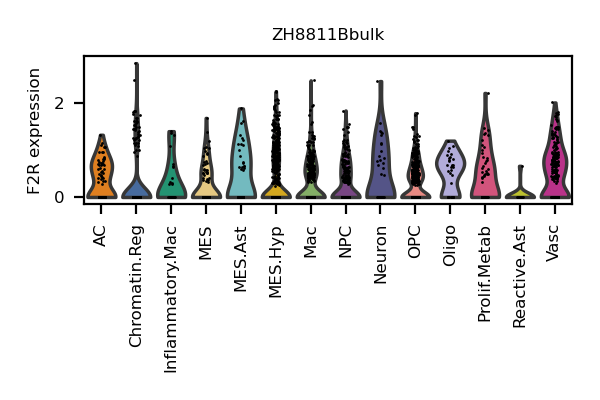 ZH8811Bbulk
F2R expression
2
0
AC
Chromatin.Reg
Inflammatory.Mac
MES
MES.Ast
MES.Hyp
Mac
NPC
Neuron
OPC
Oligo
Prolif.Metab
Reactive.Ast
Vasc